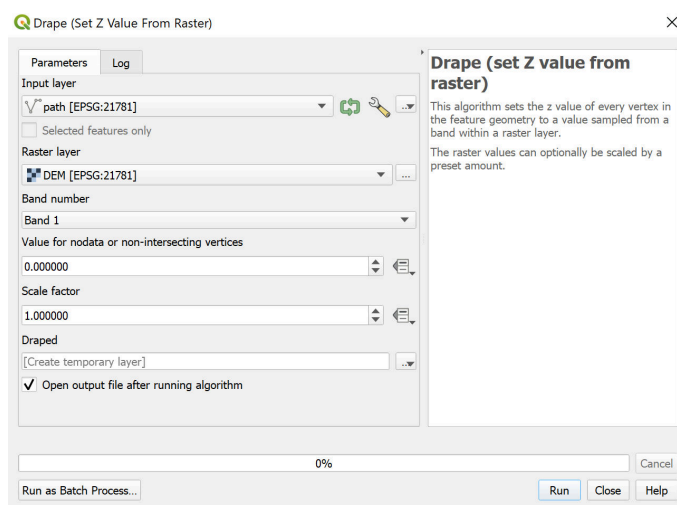 Drape (Set Z Value From Raster)
Parameters
Log
Input layer
path [EPSG:21781]
Selected features only
Raster layer
DEM [EPSG:21781]
...
Band number
Band 1
Value for nodata or non-intersecting vertices
0.000000
Scale factor
1.000000
Draped
[Create temporary layer]
Open output file after running algorithm
Drape (set Z value from
raster)
This algorithm sets the z value of every vertex in
the feature geometry to a value sampled from a
band within a raster layer.
The raster values can optionally be scaled by a
preset amount.
0%
Cancel
Run as Batch Process...
Run
Close
Help